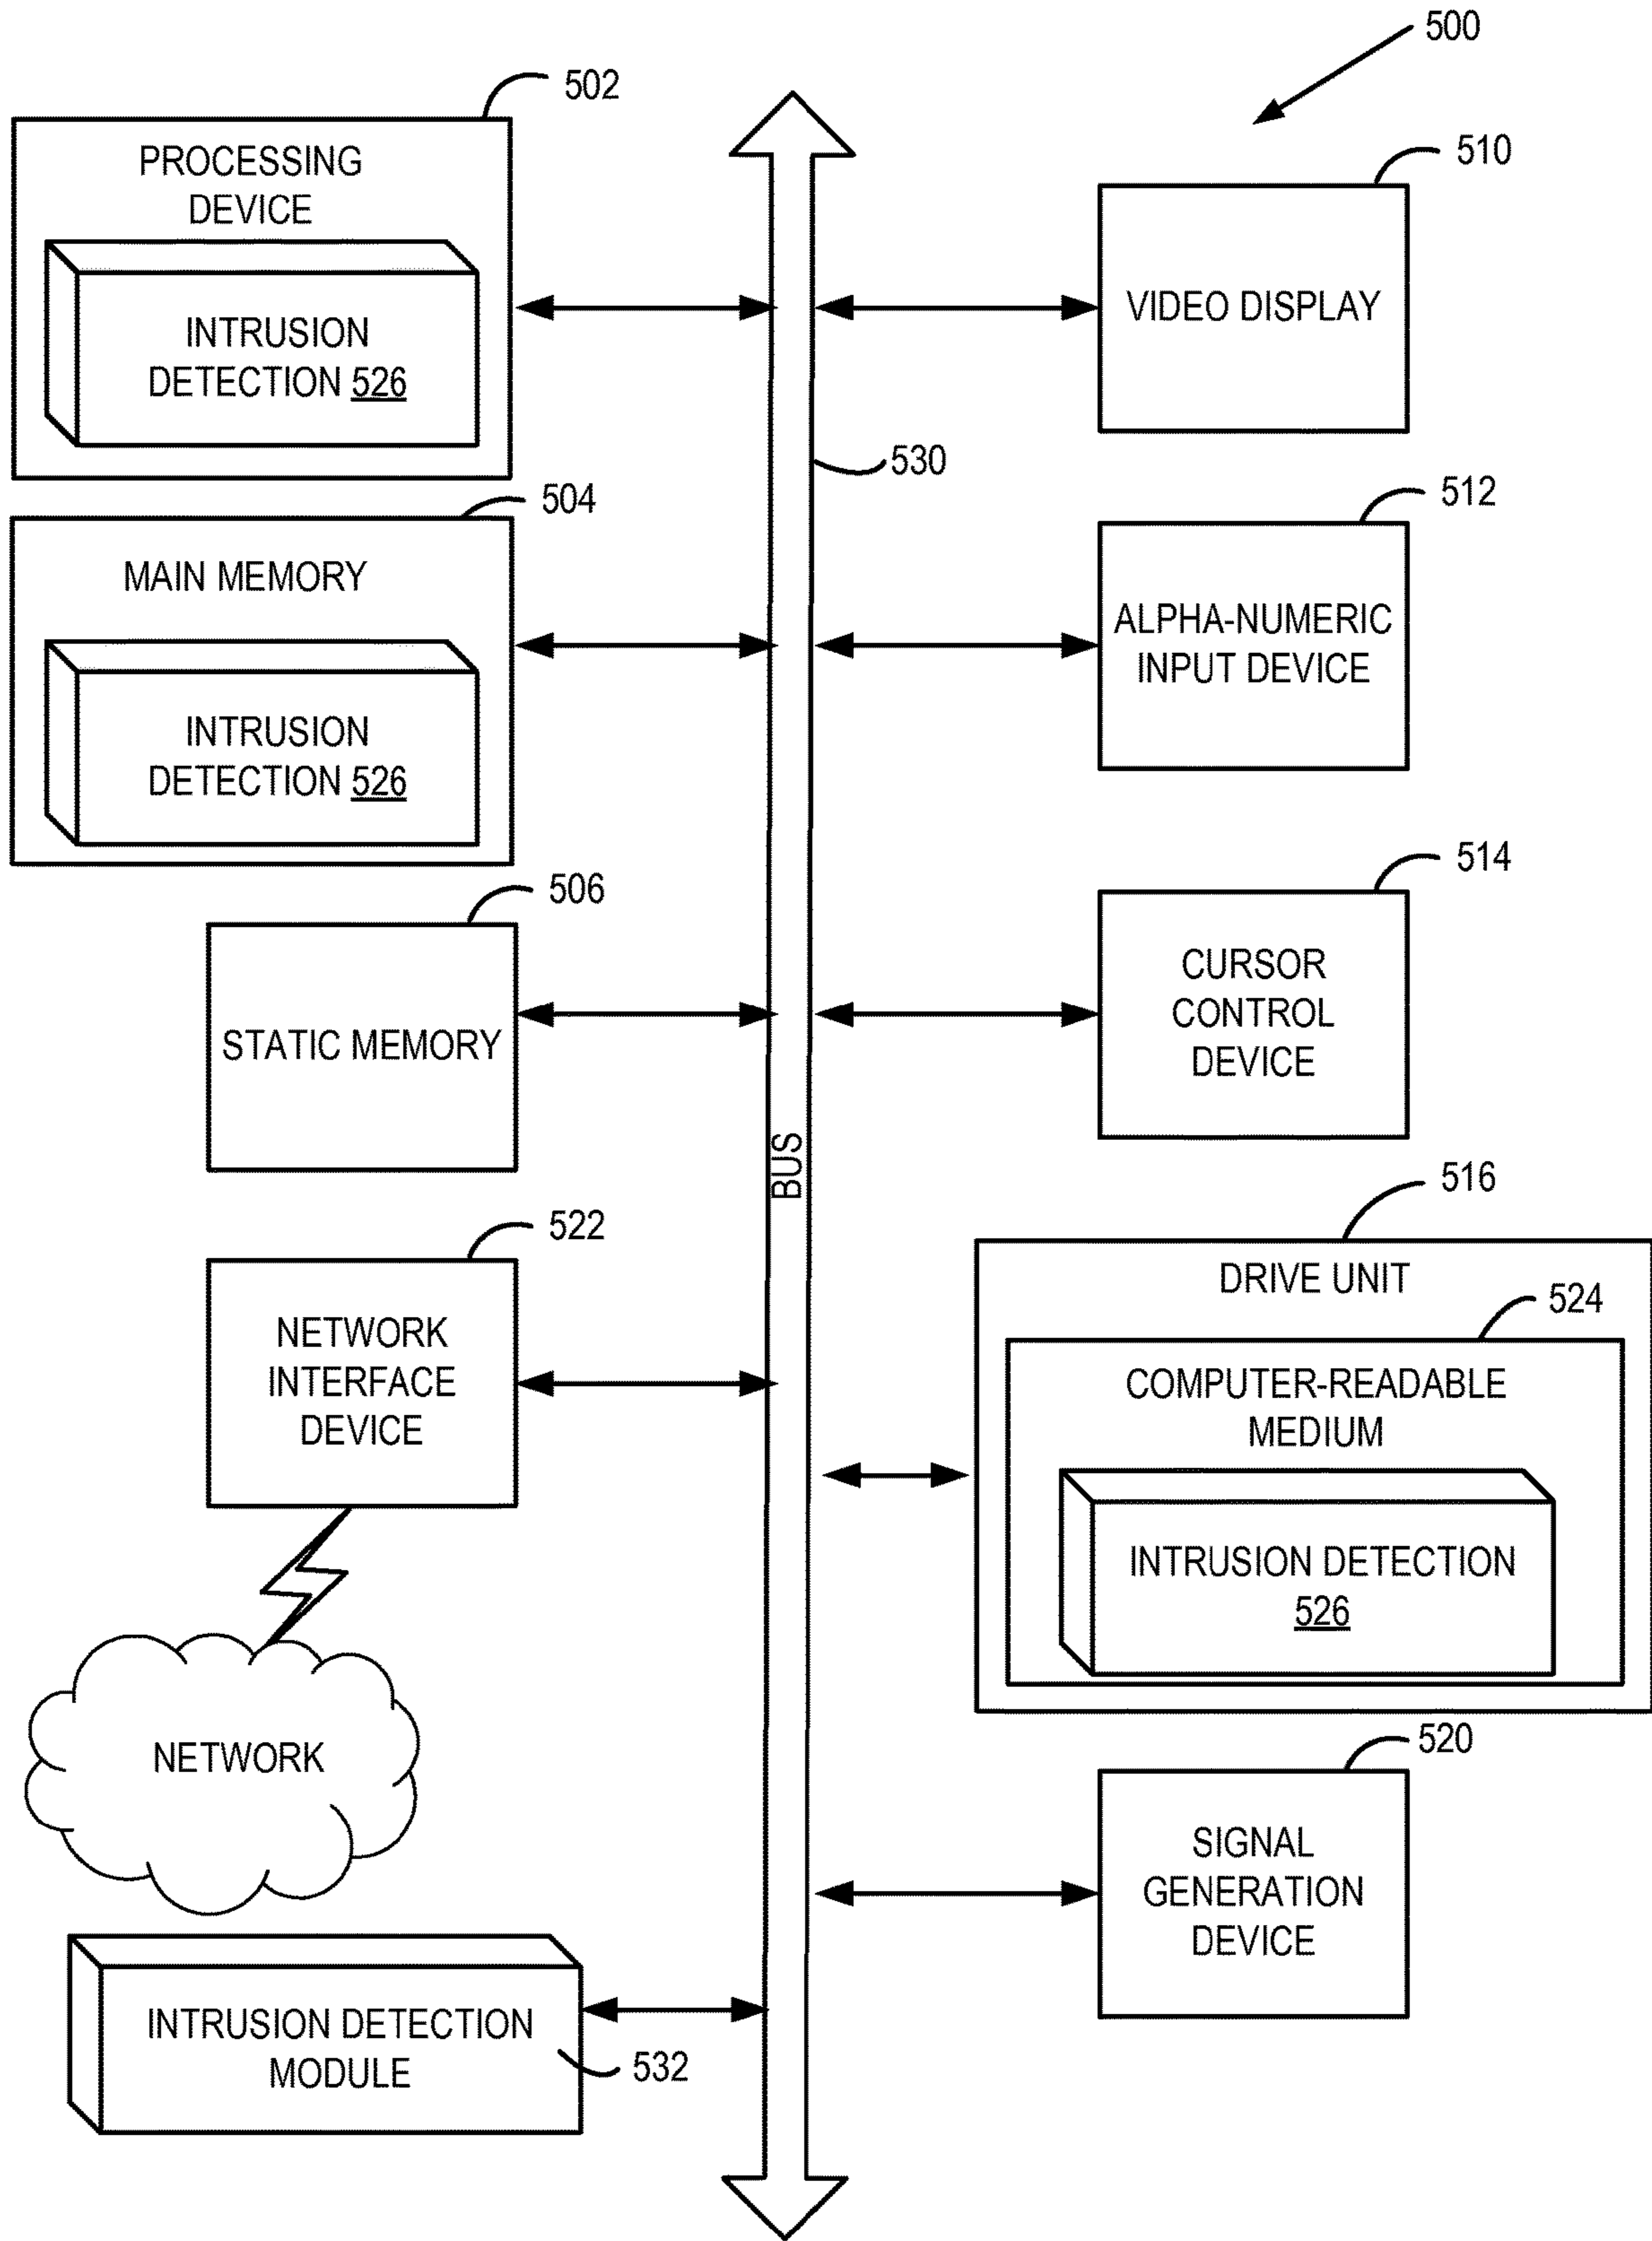 500
502
PROCESSING
DEVICE
INTRUSION
DETECTION 526
504
MAIN MEMORY
INTRUSION
DETECTION 526
506
STATIC MEMORY
522
NETWORK
INTERFACE
DEVICE
NETWORK
INTRUSION DETECTION
MODULE
532
BUS
530
510
VIDEO DISPLAY
512
ALPHA-NUMERIC
INPUT DEVICE
514
CURSOR
CONTROL
DEVICE
516
DRIVE UNIT
524
COMPUTER-READABLE
MEDIUM
INTRUSION DETECTION
526
520
SIGNAL
GENERATION
DEVICE